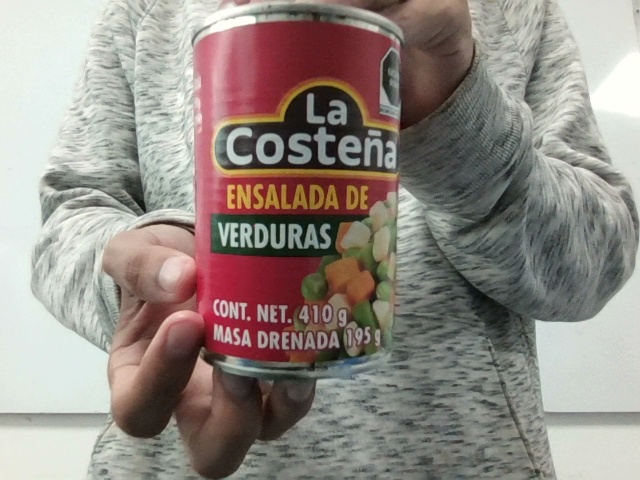 La
Costeña
ENSALADA DE
VERDURAS
CONT. NET. 410 g
MASA DRENADA 195 g